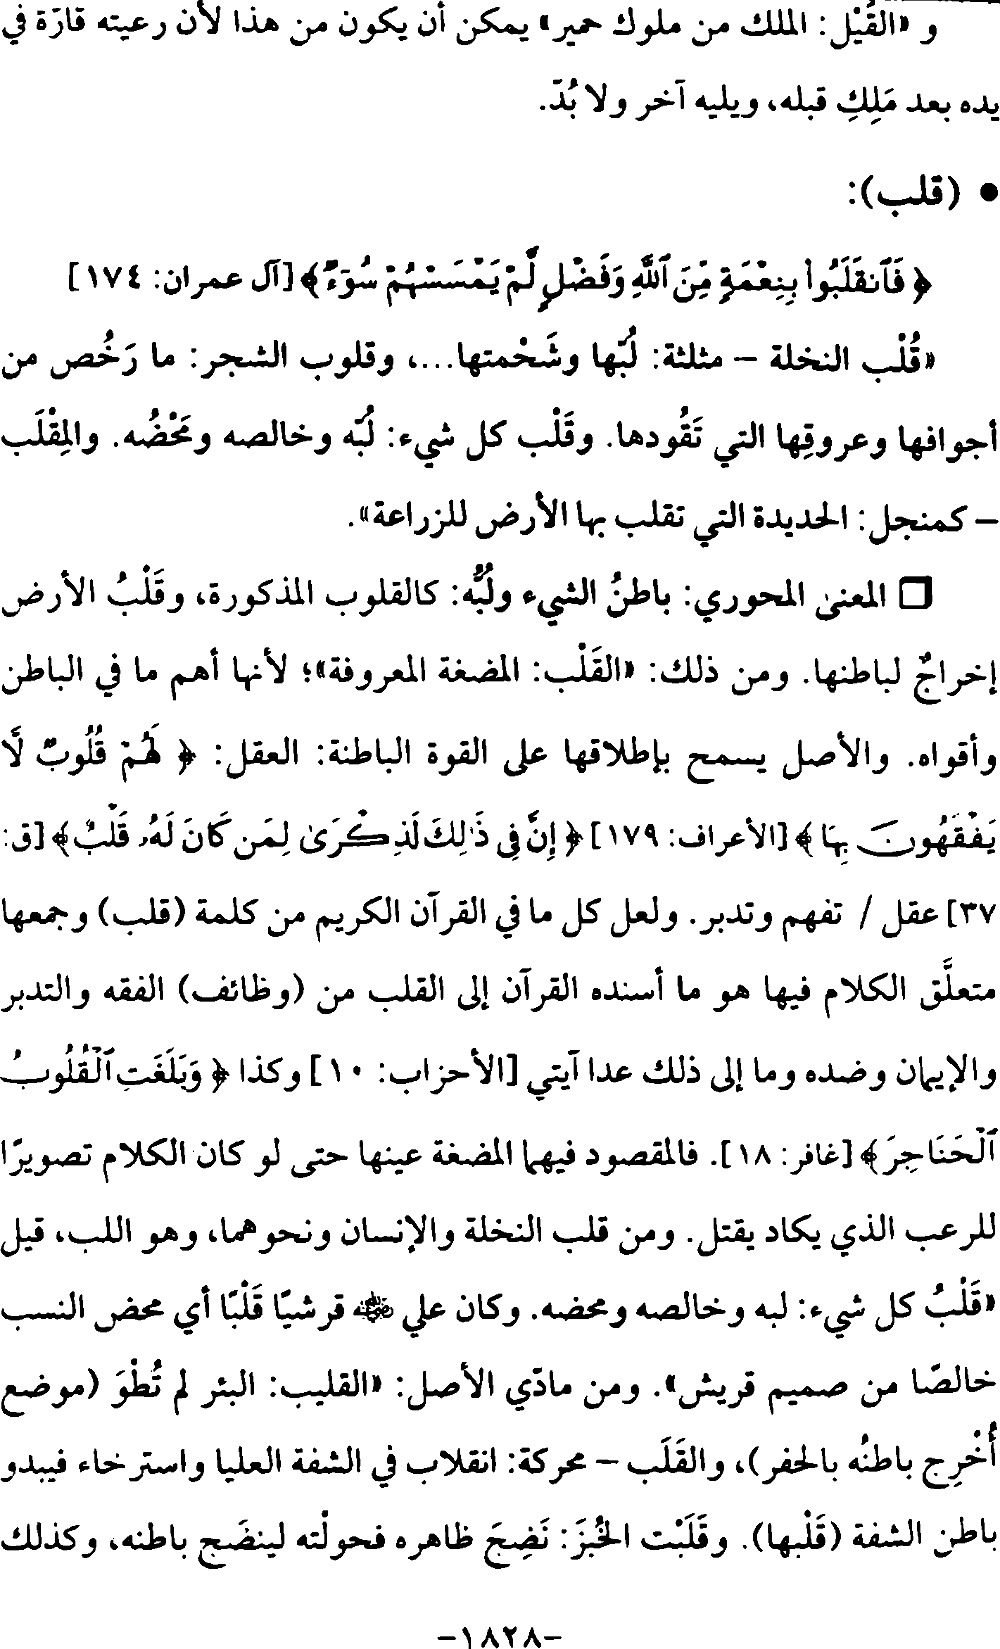 و «القَيْل: الملك من ملوك حمير» يمكن أن يكون من هذا لأن رعيته قارّة في
يده بعد مَلِكٍ قبله، ويليه آخر ولا بُدّ.
• (قلب):
﴿ فَٱنقَلَبُوا۟ بِنِعْمَةٍ مِّنَ ٱللَّهِ وَفَضْلٍ لَّمْ يَمْسَسْهُمْ سُوٓءٌ ﴾ [آل عمران: ١٧٤]
«قُلْب النخلة – مثلثة: لُبّها وشَحْمتها...، وقلوب الشجر: ما رَخُص من
أجوافها وعروقِها التي تَقُودها. وقَلْب كل شيء: لُبّه وخالصه ومَحْضُه. والمِقْلَب
– كمنجل: الحديدة التي تقلب بها الأرض للزراعة».
❑ المعنىٰ المحوري: باطنُ الشيء ولُبُّه: كالقلوب المذكورة، وقَلْبُ الأرض
إخراجٌ لباطنها. ومن ذلك: «القَلْب: المضغة المعروفة»؛ لأنها أهم ما في الباطن
وأقواه. والأصل يسمح بإطلاقها على القوة الباطنة: العقل: ﴿ لَهُمْ قُلُوبٌ لَّا
يَفْقَهُونَ بِهَا ﴾ [الأعراف: ١٧٩] ﴿ إِنَّ فِى ذَٰلِكَ لَذِكْرَىٰ لِمَن كَانَ لَهُۥ قَلْبٌ ﴾ [ق:
٣٧] عقل / تفهم وتدبر. ولعل كل ما في القرآن الكريم من كلمة (قلب) وجمعها
متعلَّق الكلام فيها هو ما أسنده القرآن إلى القلب من (وظائف) الفقه والتدبر
والإيمان وضده وما إلى ذلك عدا آيتي [الأحزاب: ١٠] وكذا ﴿ وَبَلَغَتِ ٱلْقُلُوبُ
ٱلْحَنَاجِرَ ﴾ [غافر: ١٨]. فالمقصود فيهما المضغة عينها حتى لو كان الكلام تصويرًا
للرعب الذي يكاد يقتل. ومن قلب النخلة والإنسان ونحوهما، وهو اللب، قيل
«قَلْبُ كل شيء: لبه وخالصه ومحضه. وكان علي رضي الله عنه قرشيّا قَلْبًا أي محض النسب
خالصًا من صميم قريش». ومن مادّي الأصل: «القليب: البئر لم تُطْوَ (موضع
أُخْرِج باطنُه بالحفر)، والقَلَب – محركة: انقلاب في الشفة العليا واسترخاء فيبدو
باطن الشفة (قَلْبها). وقَلَبْت الخُبزَ: نَضِجَ ظاهره فحولْته لينضَج باطنه، وكذلك
-١٨٢٨-